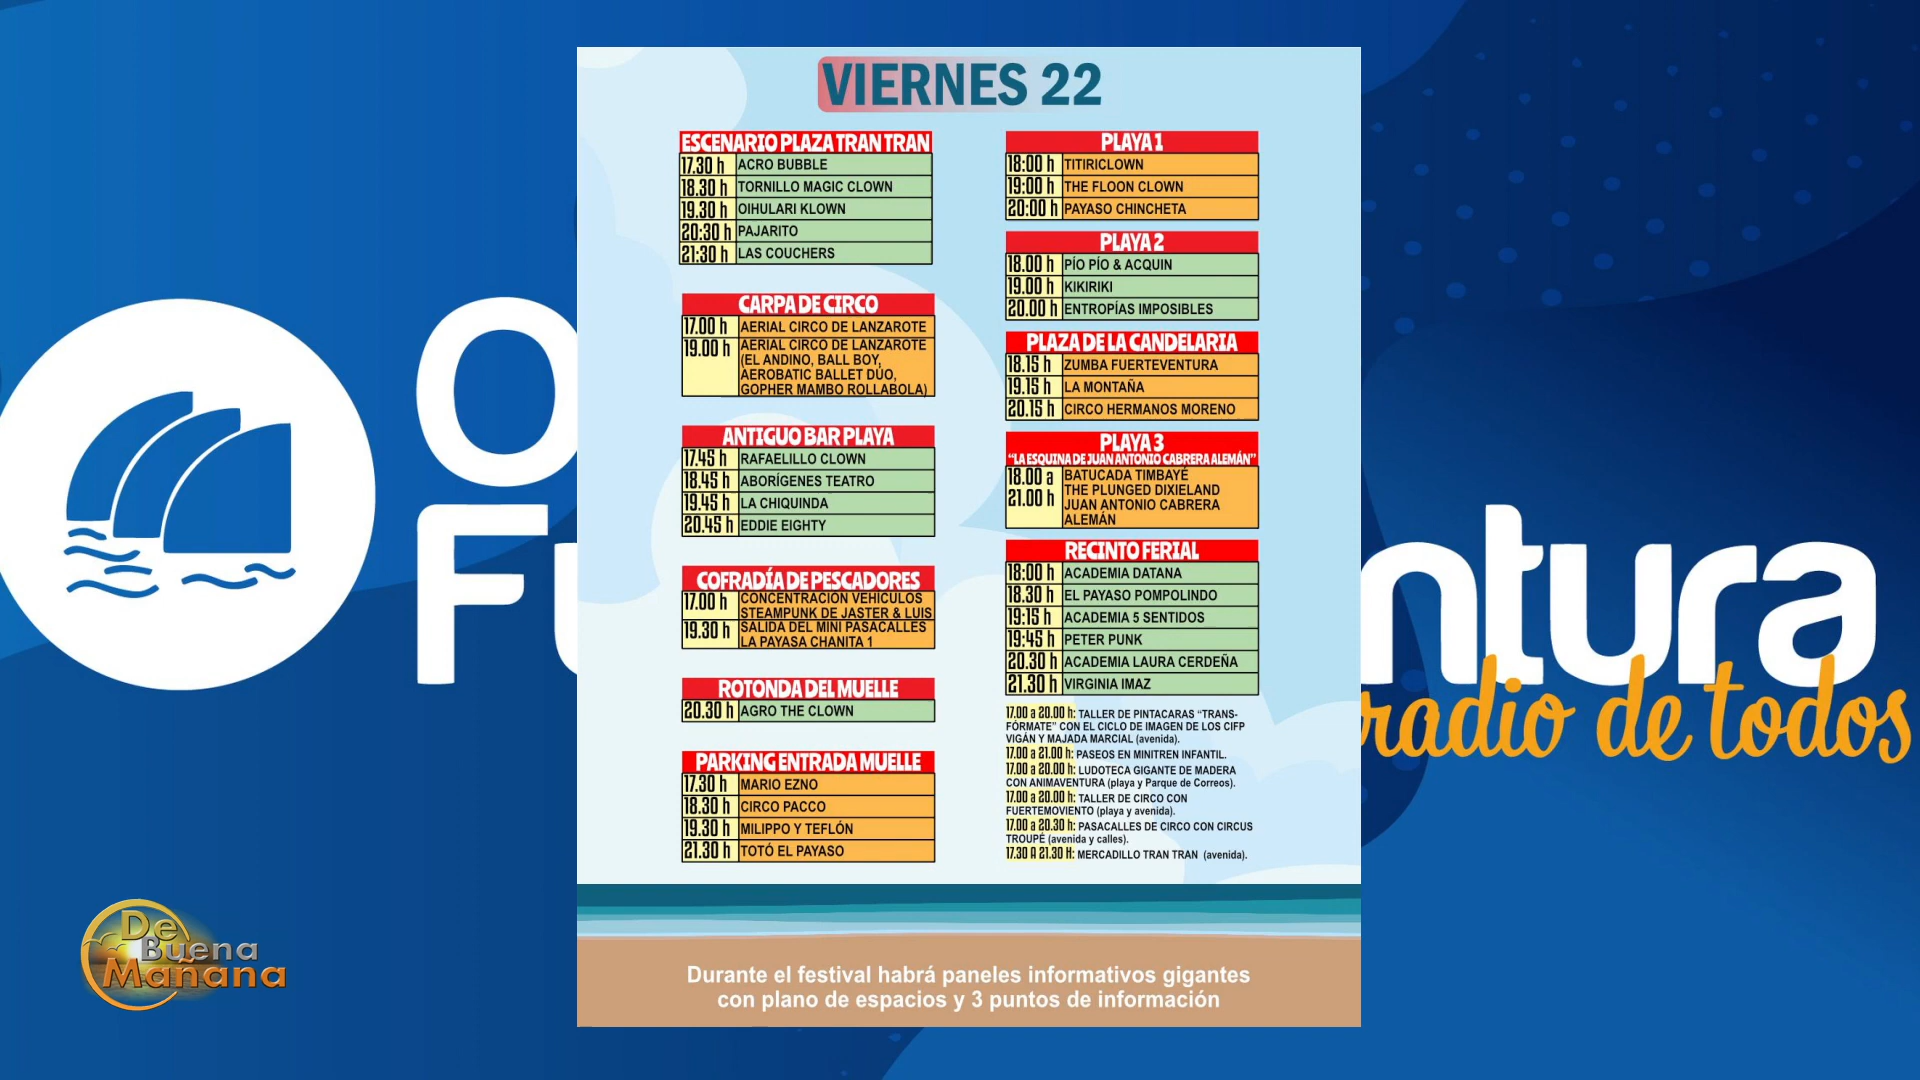 VIERNES 22
ESCENARIO PLAZA TRAN TRAN
17.30 h ACRO BUBBLE
18.30 h TORNILLO MAGIC CLOWN
19.30 h OIHULARI KLOWN
20:30 h PAJARITO
21:30 h LAS COUCHERS
CARPA DE CIRCO
17.00 h AERIAL CIRCO DE LANZAROTE
19.00 h AERIAL CIRCO DE LANZAROTE
(EL ANDINO, BALL BOY,
AEROBATIC BALLET DÚO,
GOPHER MAMBO ROLLABOLA)
ANTIGUO BAR PLAYA
17.45 h RAFAELILLO CLOWN
18.45 h ABORÍGENES TEATRO
19.45 h LA CHIQUINDA
20.45 h EDDIE EIGHTY
COFRADÍA DE PESCADORES
17.00 h CONCENTRACIÓN VEHÍCULOS
STEAMPUNK DE JASTER & LUIS
19.30 h SALIDA DEL MINI PASACALLES
LA PAYASA CHANITA 1
ROTONDA DEL MUELLE
20.30 h AGRO THE CLOWN
PARKING ENTRADA MUELLE
17.30 h MARIO EZNO
18.30 h CIRCO PACCO
19.30 h MILIPPO Y TEFLÓN
21.30 h TOTÓ EL PAYASO
PLAYA 1
18:00 h TITIRICLOWN
19:00 h THE FLOON CLOWN
20:00 h PAYASO CHINCHETA
PLAYA 2
18.00 h PÍO PÍO & ACQUIN
19.00 h KIKIRIKI
20.00 h ENTROPÍAS IMPOSIBLES
PLAZA DE LA CANDELARIA
18.15 h ZUMBA FUERTEVENTURA
19.15 h LA MONTAÑA
20.15 h CIRCO HERMANOS MORENO
PLAYA 3
“LA ESQUINA DE JUAN ANTONIO CABRERA ALEMÁN”
18.00 a BATUCADA TIMBAYÉ
21.00 h THE PLUNGED DIXIELAND
JUAN ANTONIO CABRERA
ALEMÁN
RECINTO FERIAL
18:00 h ACADEMIA DATANA
18.30 h EL PAYASO POMPOLINDO
19:15 h ACADEMIA 5 SENTIDOS
19:45 h PETER PUNK
20.30 h ACADEMIA LAURA CERDEÑA
21.30 h VIRGINIA IMAZ
17.00 a 20.00 h: TALLER DE PINTACARAS “TRANS-
FÓRMATE” CON EL CICLO DE IMAGEN DE LOS CIFP
VIGÁN Y MAJADA MARCIAL (avenida).
17.00 a 21.00 h: PASEOS EN MINITREN INFANTIL.
17.00 a 20.00 h: LUDOTECA GIGANTE DE MADERA
CON ANIMAVENTURA (playa y Parque de Correos).
17.00 a 20.00 h: TALLER DE CIRCO CON
FUERTEMOVIENTO (playa y avenida).
17.00 a 20.30 h: PASACALLES DE CIRCO CON CIRCUS
TROUPÉ (avenida y calles).
17.30 A 21.30 H: MERCADILLO TRAN TRAN (avenida).
Durante el festival habrá paneles informativos gigantes
con plano de espacios y 3 puntos de información
O
Fu
ntura
radio de todos
De
Buena
Mañana